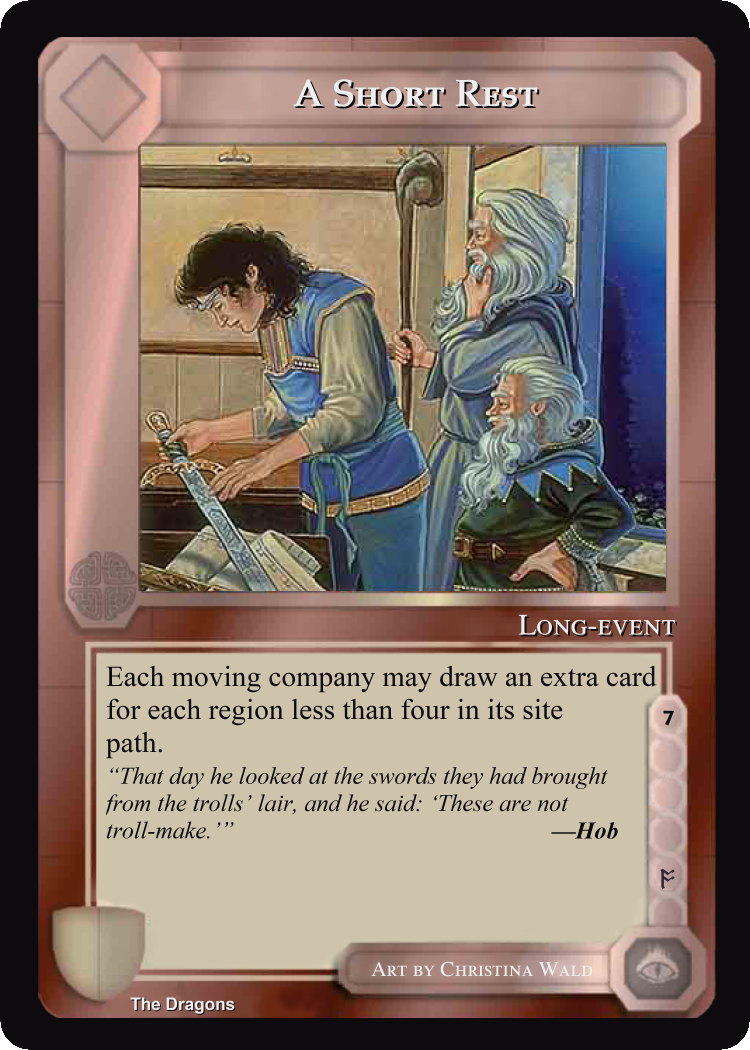 A Short Rest
Long-event
Each moving company may draw an extra card
for each region less than four in its site
path.
“That day he looked at the swords they had brought
from the trolls’ lair, and he said: ‘These are not
troll-make.’” —Hob
7
ᚩ
Art by Christina Wald
The Dragons